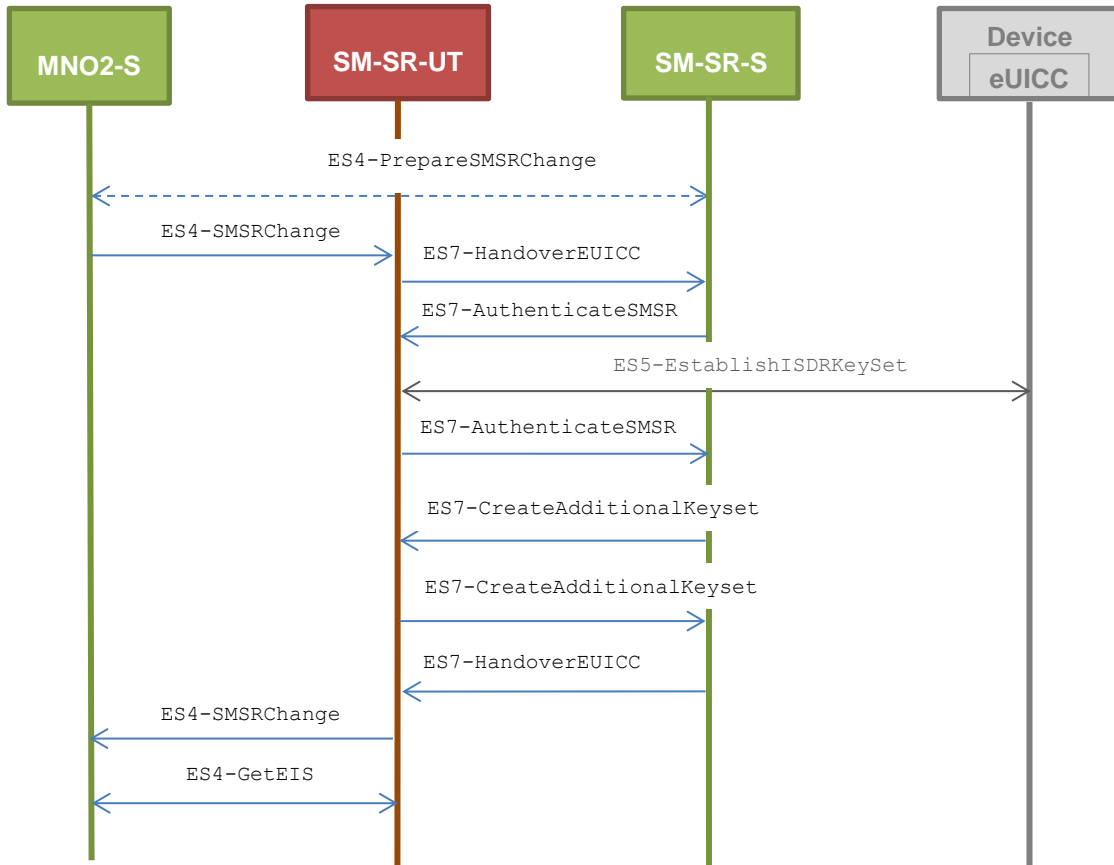 MNO2-S
SM-SR-UT
SM-SR-S
Device
eUICC
ES4-PrepareSMSRChange
ES4-SMSRChange
ES7-HandoverEUICC
ES7-AuthenticateSMSR
ES5-EstablishISDRKeySet
ES7-AuthenticateSMSR
ES7-CreateAdditionalKeyset
ES7-CreateAdditionalKeyset
ES7-HandoverEUICC
ES4-SMSRChange
ES4-GetEIS